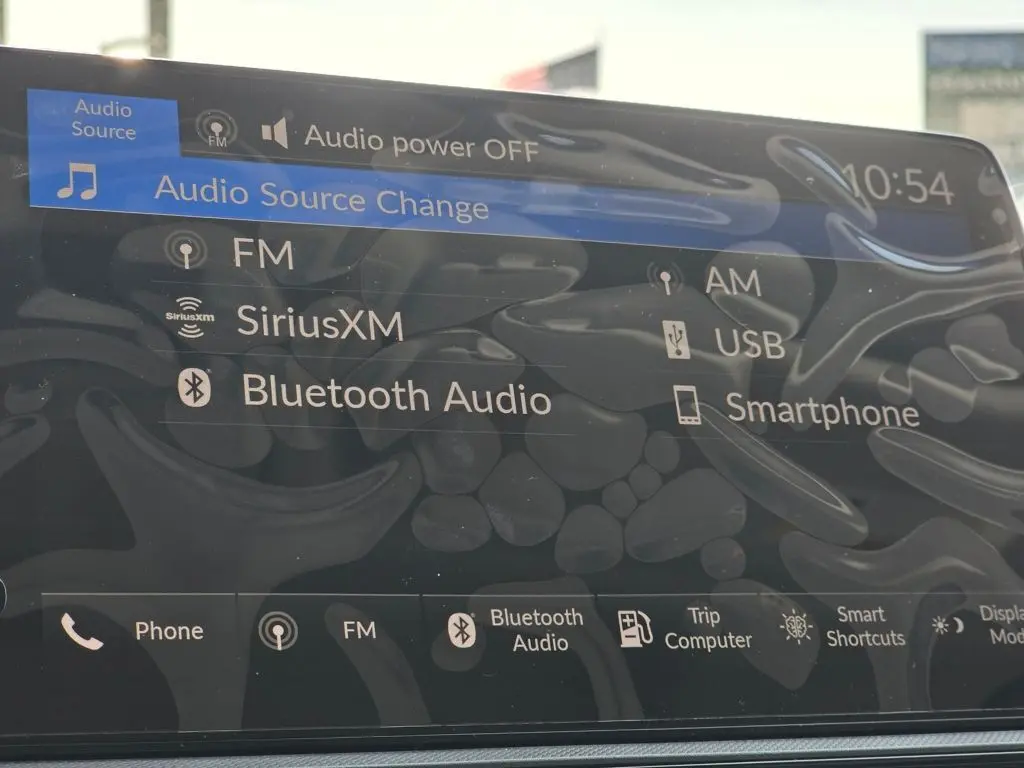 Audio
Source
FM
Audio power OFF
10:54
Audio Source Change
FM
AM
SiriusXM
SiriusXM
USB
Bluetooth Audio
Smartphone
Phone
FM
Bluetooth
Audio
Trip
Computer
Smart
Shortcuts